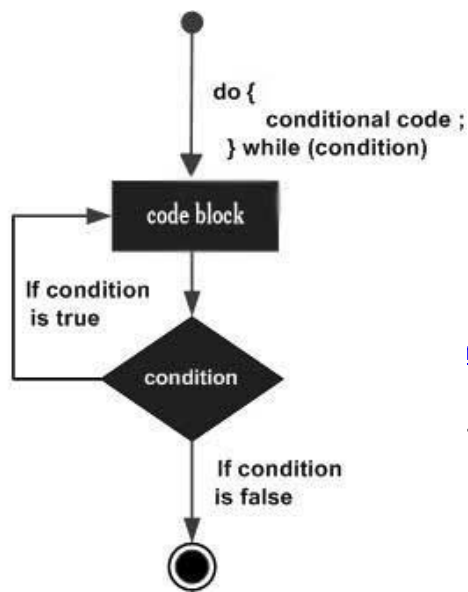 do {
conditional code ;
} while (condition)
code block
If condition
is true
condition
If condition
is false